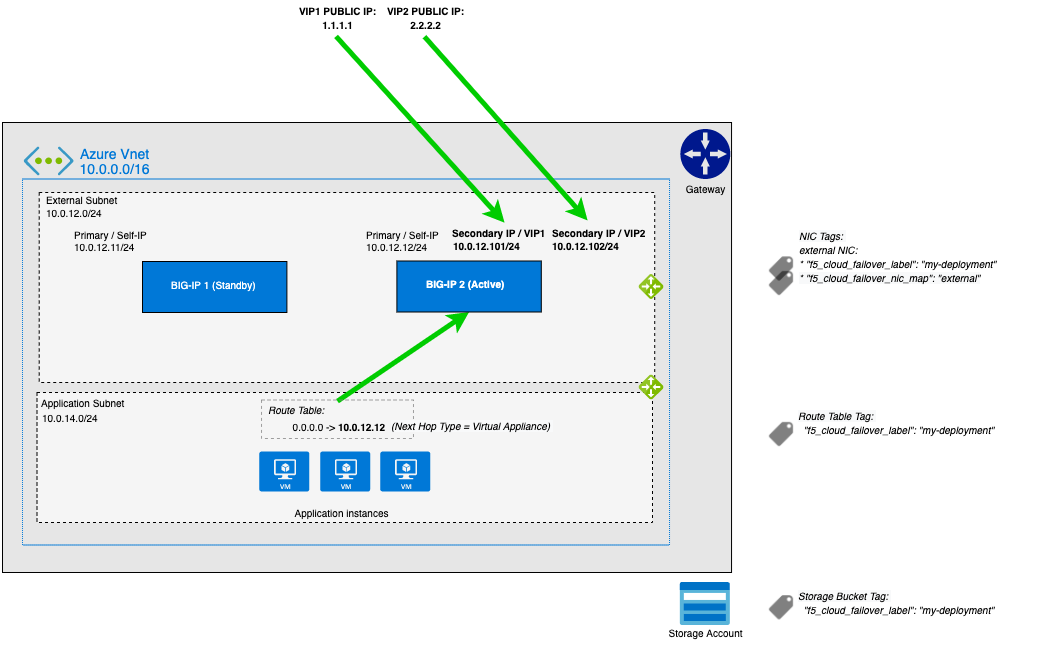 VIP1 PUBLIC IP:
1.1.1.1
VIP2 PUBLIC IP:
2.2.2.2
Azure Vnet
10.0.0.0/16
Gateway
External Subnet
10.0.12.0/24
Primary / Self-IP
10.0.12.11/24
Primary / Self-IP
10.0.12.12/24
Secondary IP / VIP1
10.0.12.101/24
Secondary IP / VIP2
10.0.12.102/24
BIG-IP 1 (Standby)
BIG-IP 2 (Active)
NIC Tags:
external NIC:
* "f5_cloud_failover_label": "my-deployment"
* "f5_cloud_failover_nic_map": "external"
Application Subnet
10.0.14.0/24
Route Table:
0.0.0.0 -> 10.0.12.12 (Next Hop Type = Virtual Appliance)
VM
VM
VM
Application instances
Route Table Tag:
"f5_cloud_failover_label": "my-deployment"
Storage Account
Storage Bucket Tag:
"f5_cloud_failover_label": "my-deployment"